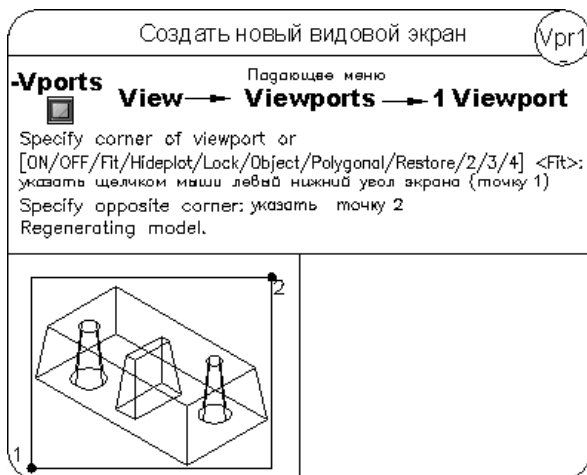 Создать новый видовой экран
Vpr1
Падающее меню
-Vports View Viewports 1 Viewport
Specify corner of viewport or
[ON/OFF/Fit/Hideplot/Lock/Object/Polygonal/Restore/2/3/4] <Fit>:
указать щелчком мыши левый нижний угол экрана (точку 1)
Specify opposite corner: указать точку 2
Regenerating model.
2
1